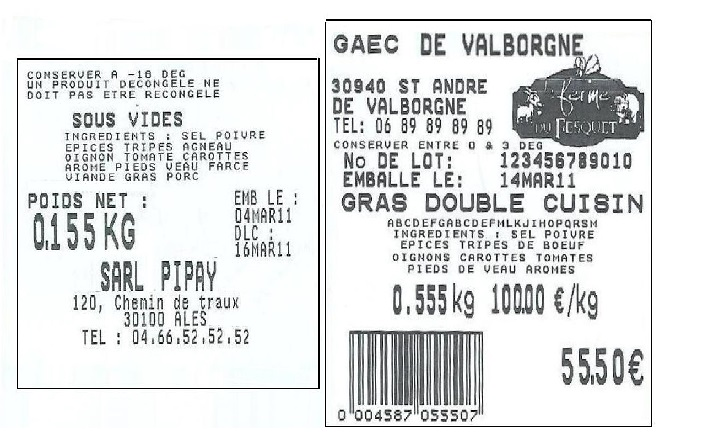 CONSERVER A -18 DEG
UN PRODUIT DECONGELE NE
DOIT PAS ETRE RECONGELE
SOUS VIDES
INGREDIENTS : SEL POIVRE
EPICES TRIPES AGNEAU
OIGNON TOMATE CAROTTES
AROME PIEDS VEAU FARCE
VIANDE GRAS PORC
POIDS NET :
0.155 KG
EMB LE :
04MAR11
DLC :
16MAR11
SARL PIPAY
120, Chemin de traux
30100 ALES
TEL : 04.66.52.52.52
GAEC DE VALBORGNE
30940 ST ANDRE
DE VALBORGNE
TEL: 06 89 89 89 89
ferme
DU BESQUET
CONSERVER ENTRE 0 & 3 DEG
No DE LOT: 123456789010
EMBALLE LE: 14MAR11
GRAS DOUBLE CUISIN
ABCDEFGABCDEFMLKJIHOPQRSM
INGREDIENTS : SEL POIVRE
EPICES TRIPES DE BOEUF
OIGNONS CAROTTES TOMATES
PIEDS DE VEAU AROMES
0.555kg 100.00 €/kg
55.50€
0 004587 055507